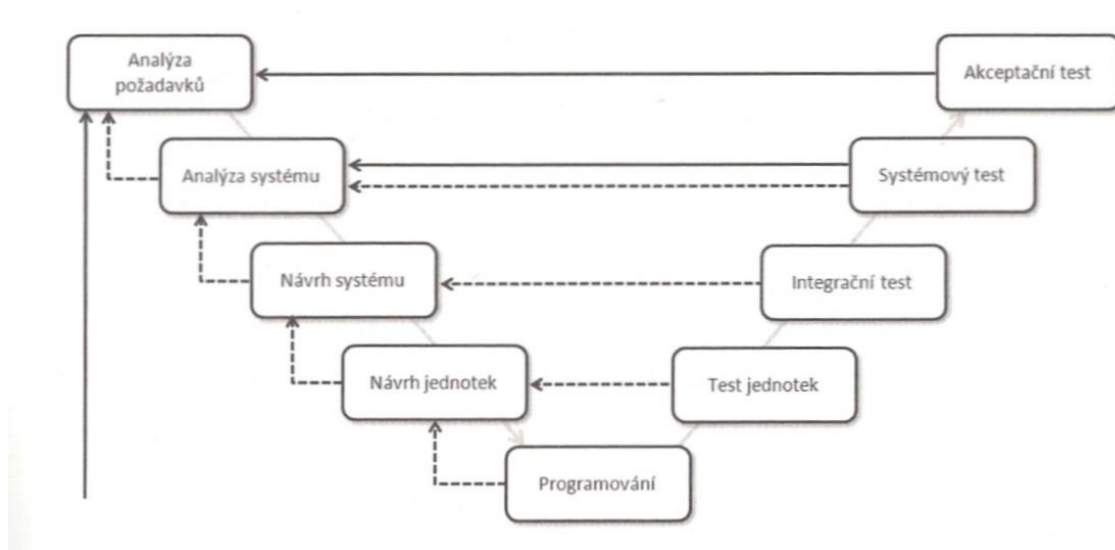 Analýza
požadavků
Akceptační test
Analýza systému
Systémový test
Návrh systému
Integrační test
Návrh jednotek
Test jednotek
Programování